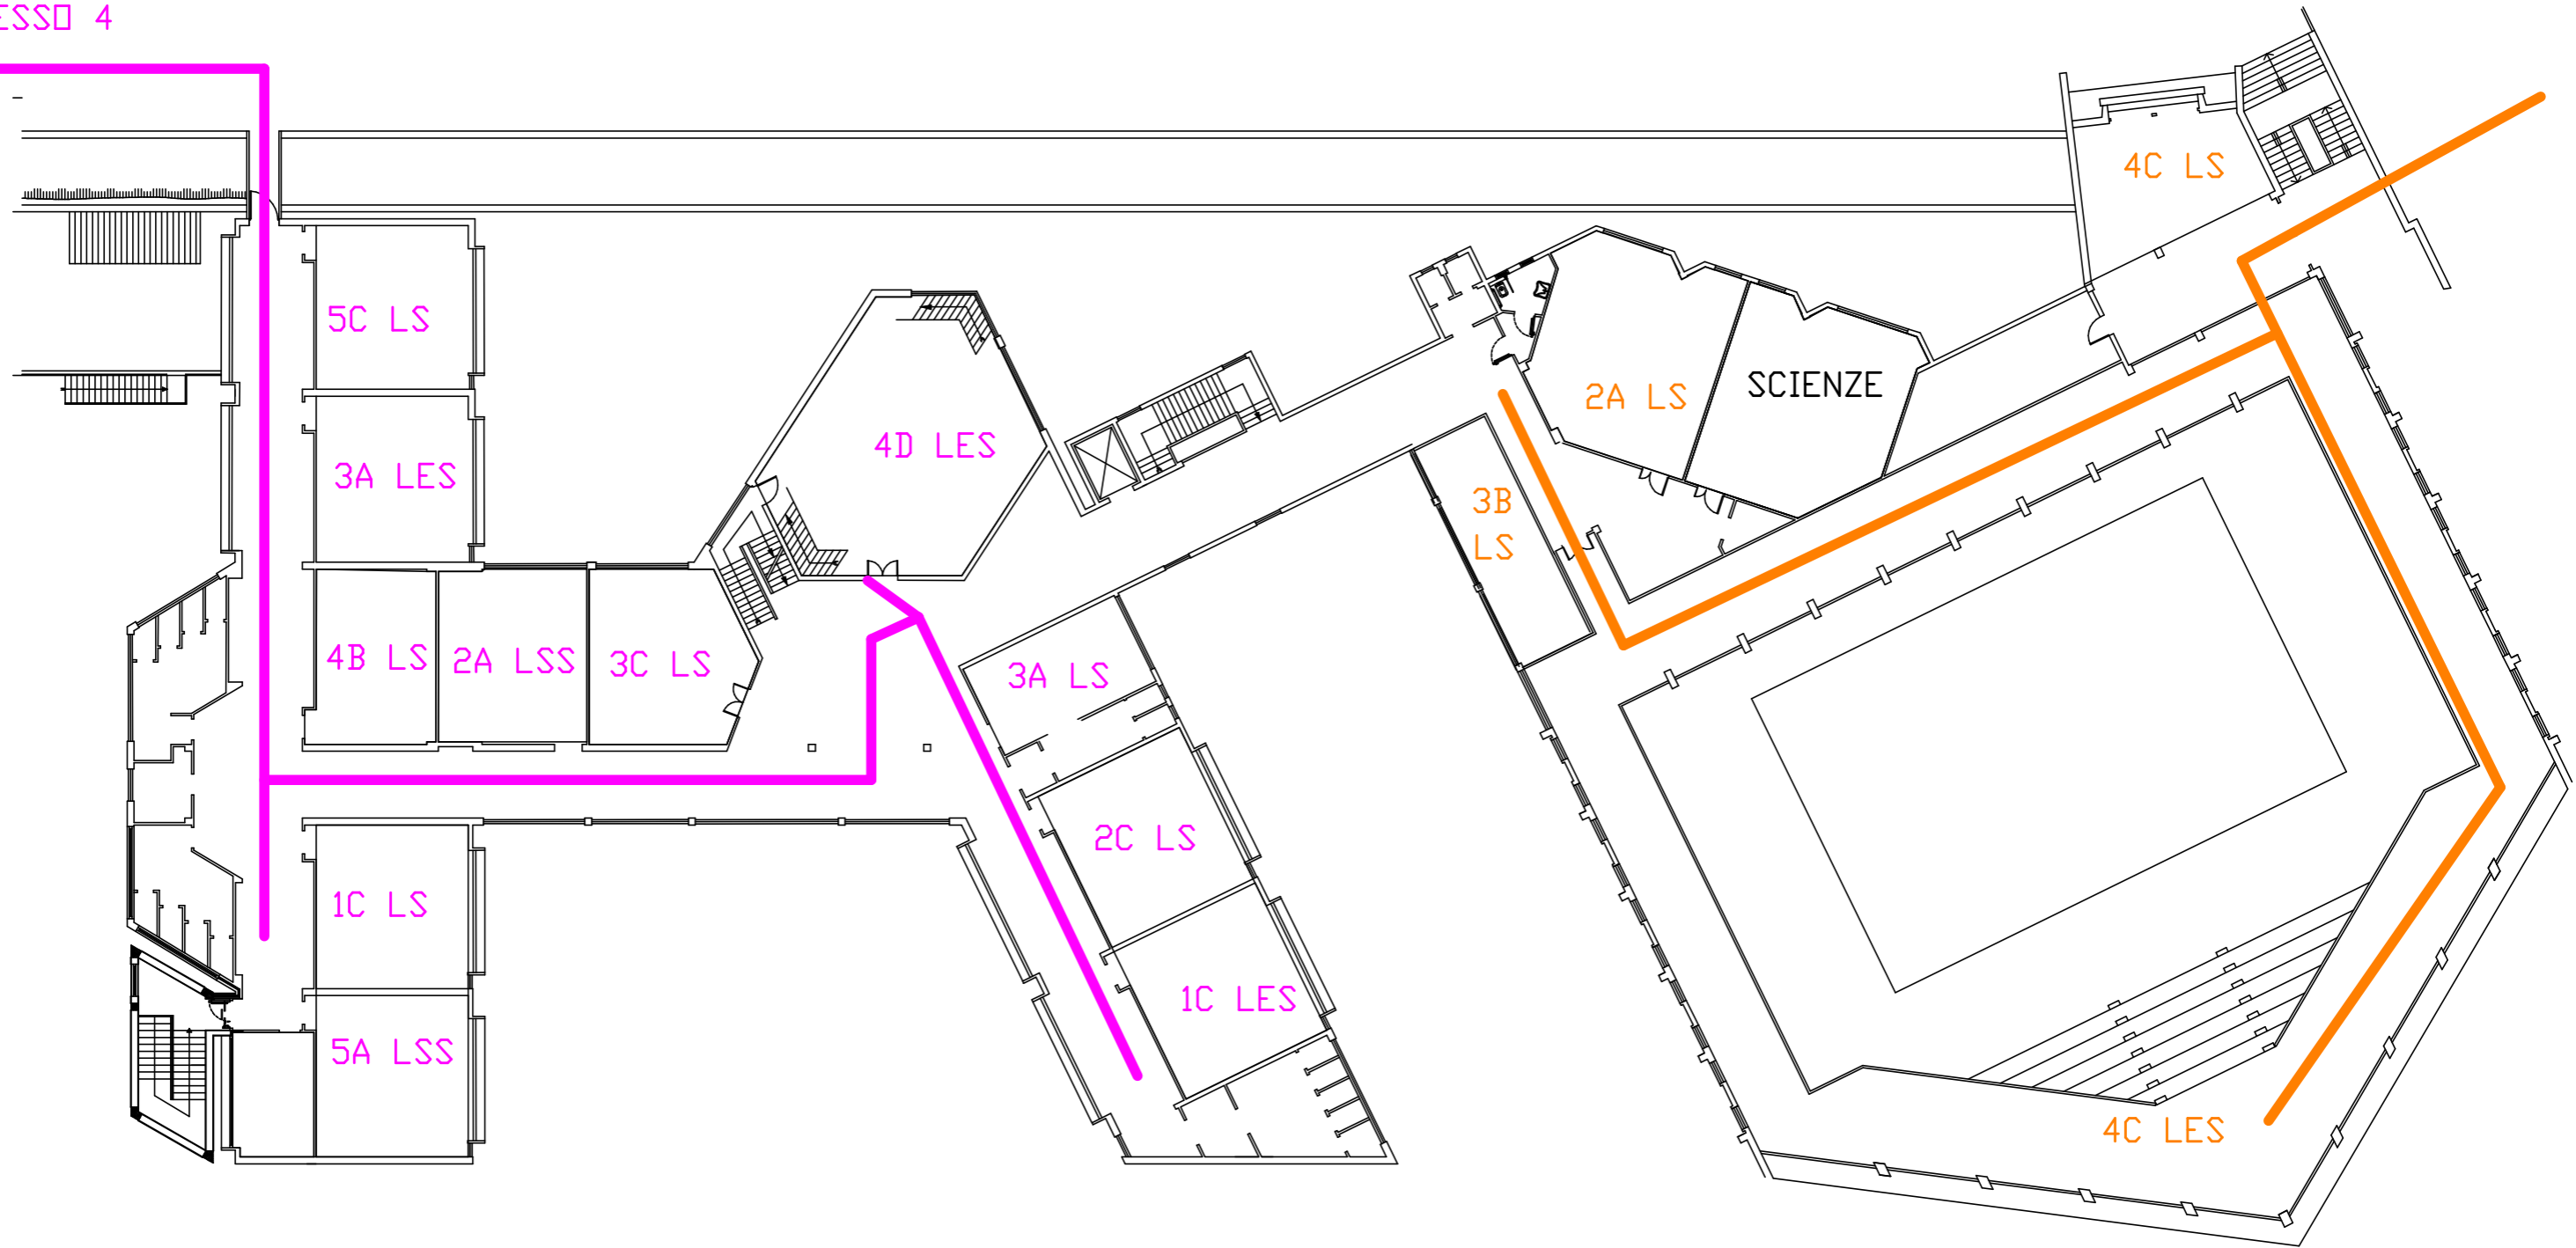 ESSO 4
4C LS
5C LS
2A LS
SCIENZE
4D LES
3A LES
3B
LS
4B LS
2A LSS
3C LS
3A LS
2C LS
1C LS
1C LES
5A LSS
4C LES